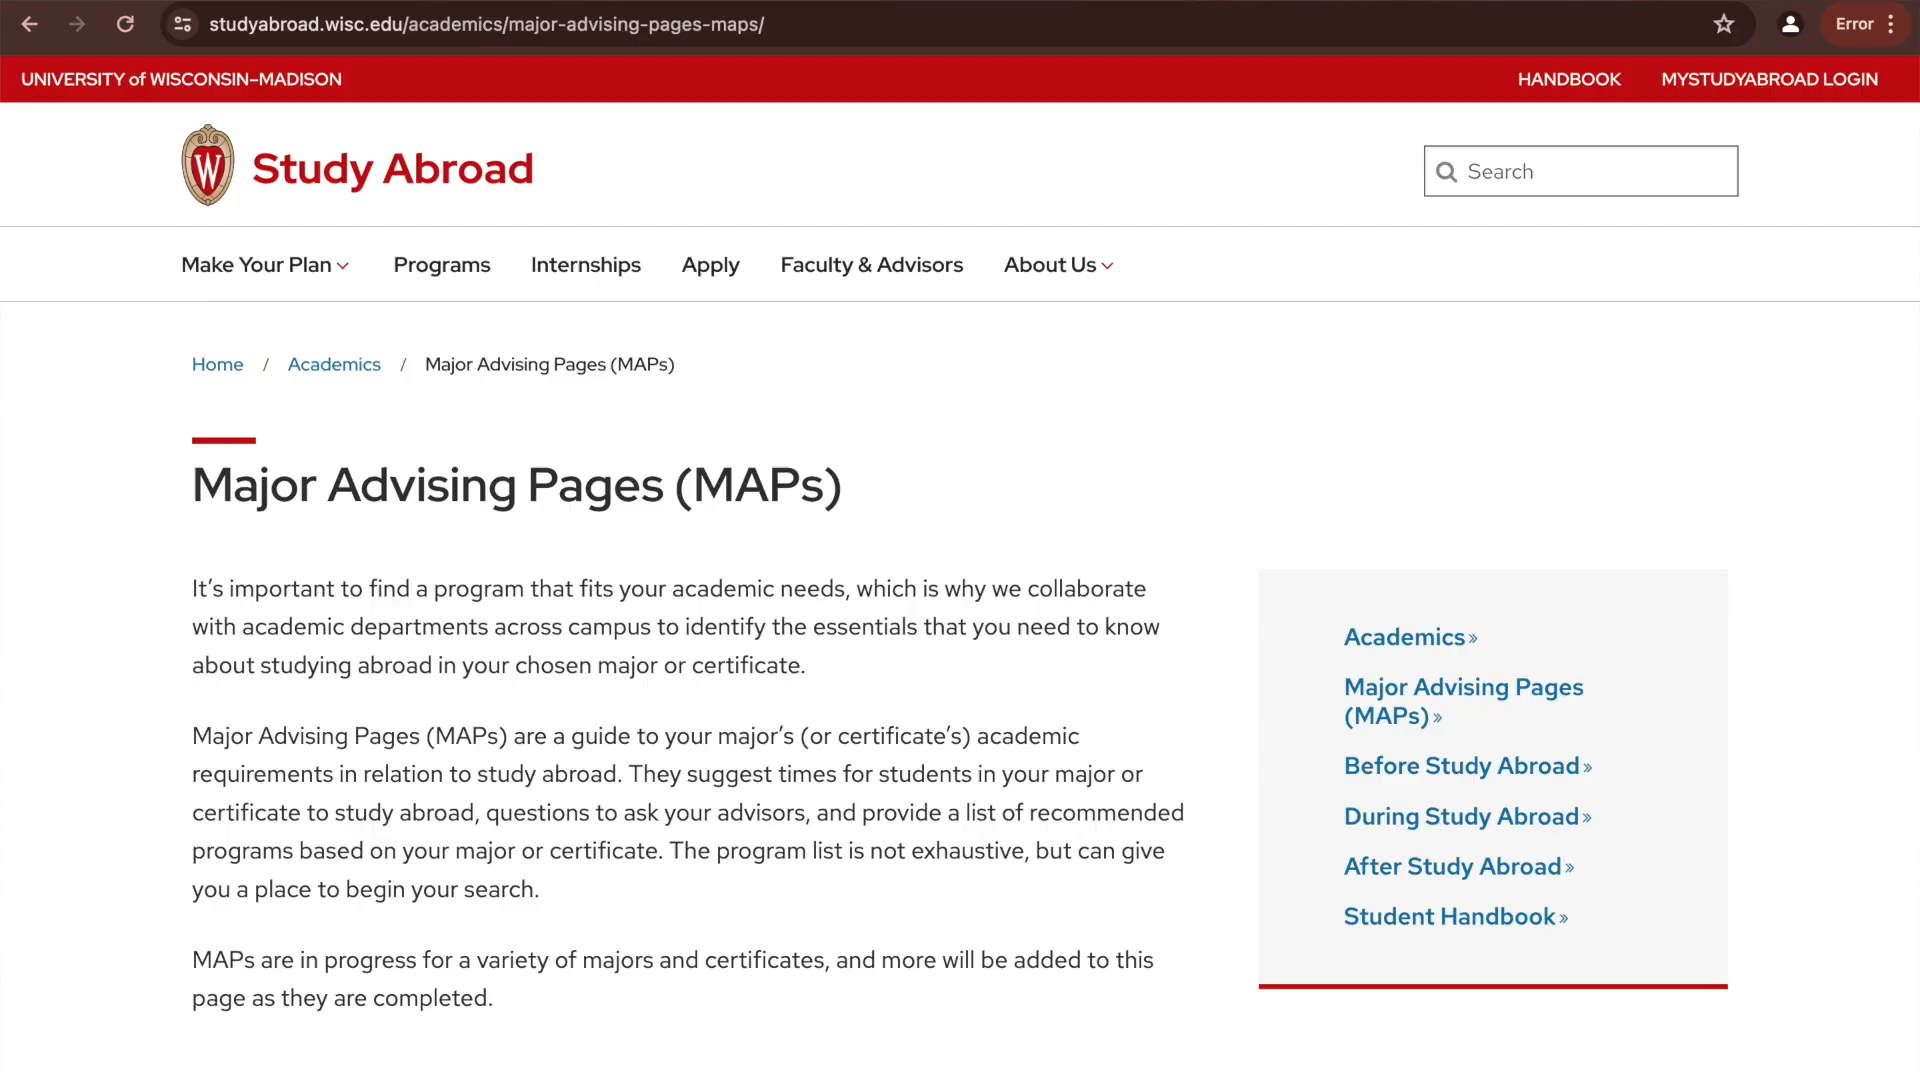 studyabroad.wisc.edu/academics/major-advising-pages-maps/
Error
UNIVERSITY of WISCONSIN–MADISON
HANDBOOK
MYSTUDYABROAD LOGIN
W
Study Abroad
Search
Make Your Plan
Programs
Internships
Apply
Faculty & Advisors
About Us
Home / Academics / Major Advising Pages (MAPs)
Major Advising Pages (MAPs)
It’s important to find a program that fits your academic needs, which is why we collaborate
with academic departments across campus to identify the essentials that you need to know
about studying abroad in your chosen major or certificate.
Major Advising Pages (MAPs) are a guide to your major’s (or certificate’s) academic
requirements in relation to study abroad. They suggest times for students in your major or
certificate to study abroad, questions to ask your advisors, and provide a list of recommended
programs based on your major or certificate. The program list is not exhaustive, but can give
you a place to begin your search.
MAPs are in progress for a variety of majors and certificates, and more will be added to this
page as they are completed.
Academics»
Major Advising Pages
(MAPs)»
Before Study Abroad»
During Study Abroad»
After Study Abroad»
Student Handbook»